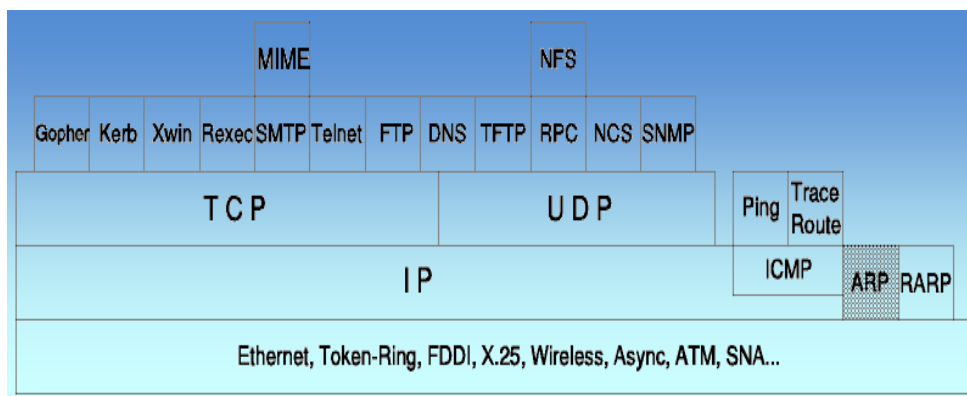 MIME NFS
Gopher Kerb Xwin Rexec SMTP Telnet FTP DNS TFTP RPC NCS SNMP
TCP UDP Ping Trace
Route
IP ICMP ARP RARP
Ethernet, Token-Ring, FDDI, X.25, Wireless, Async, ATM, SNA...